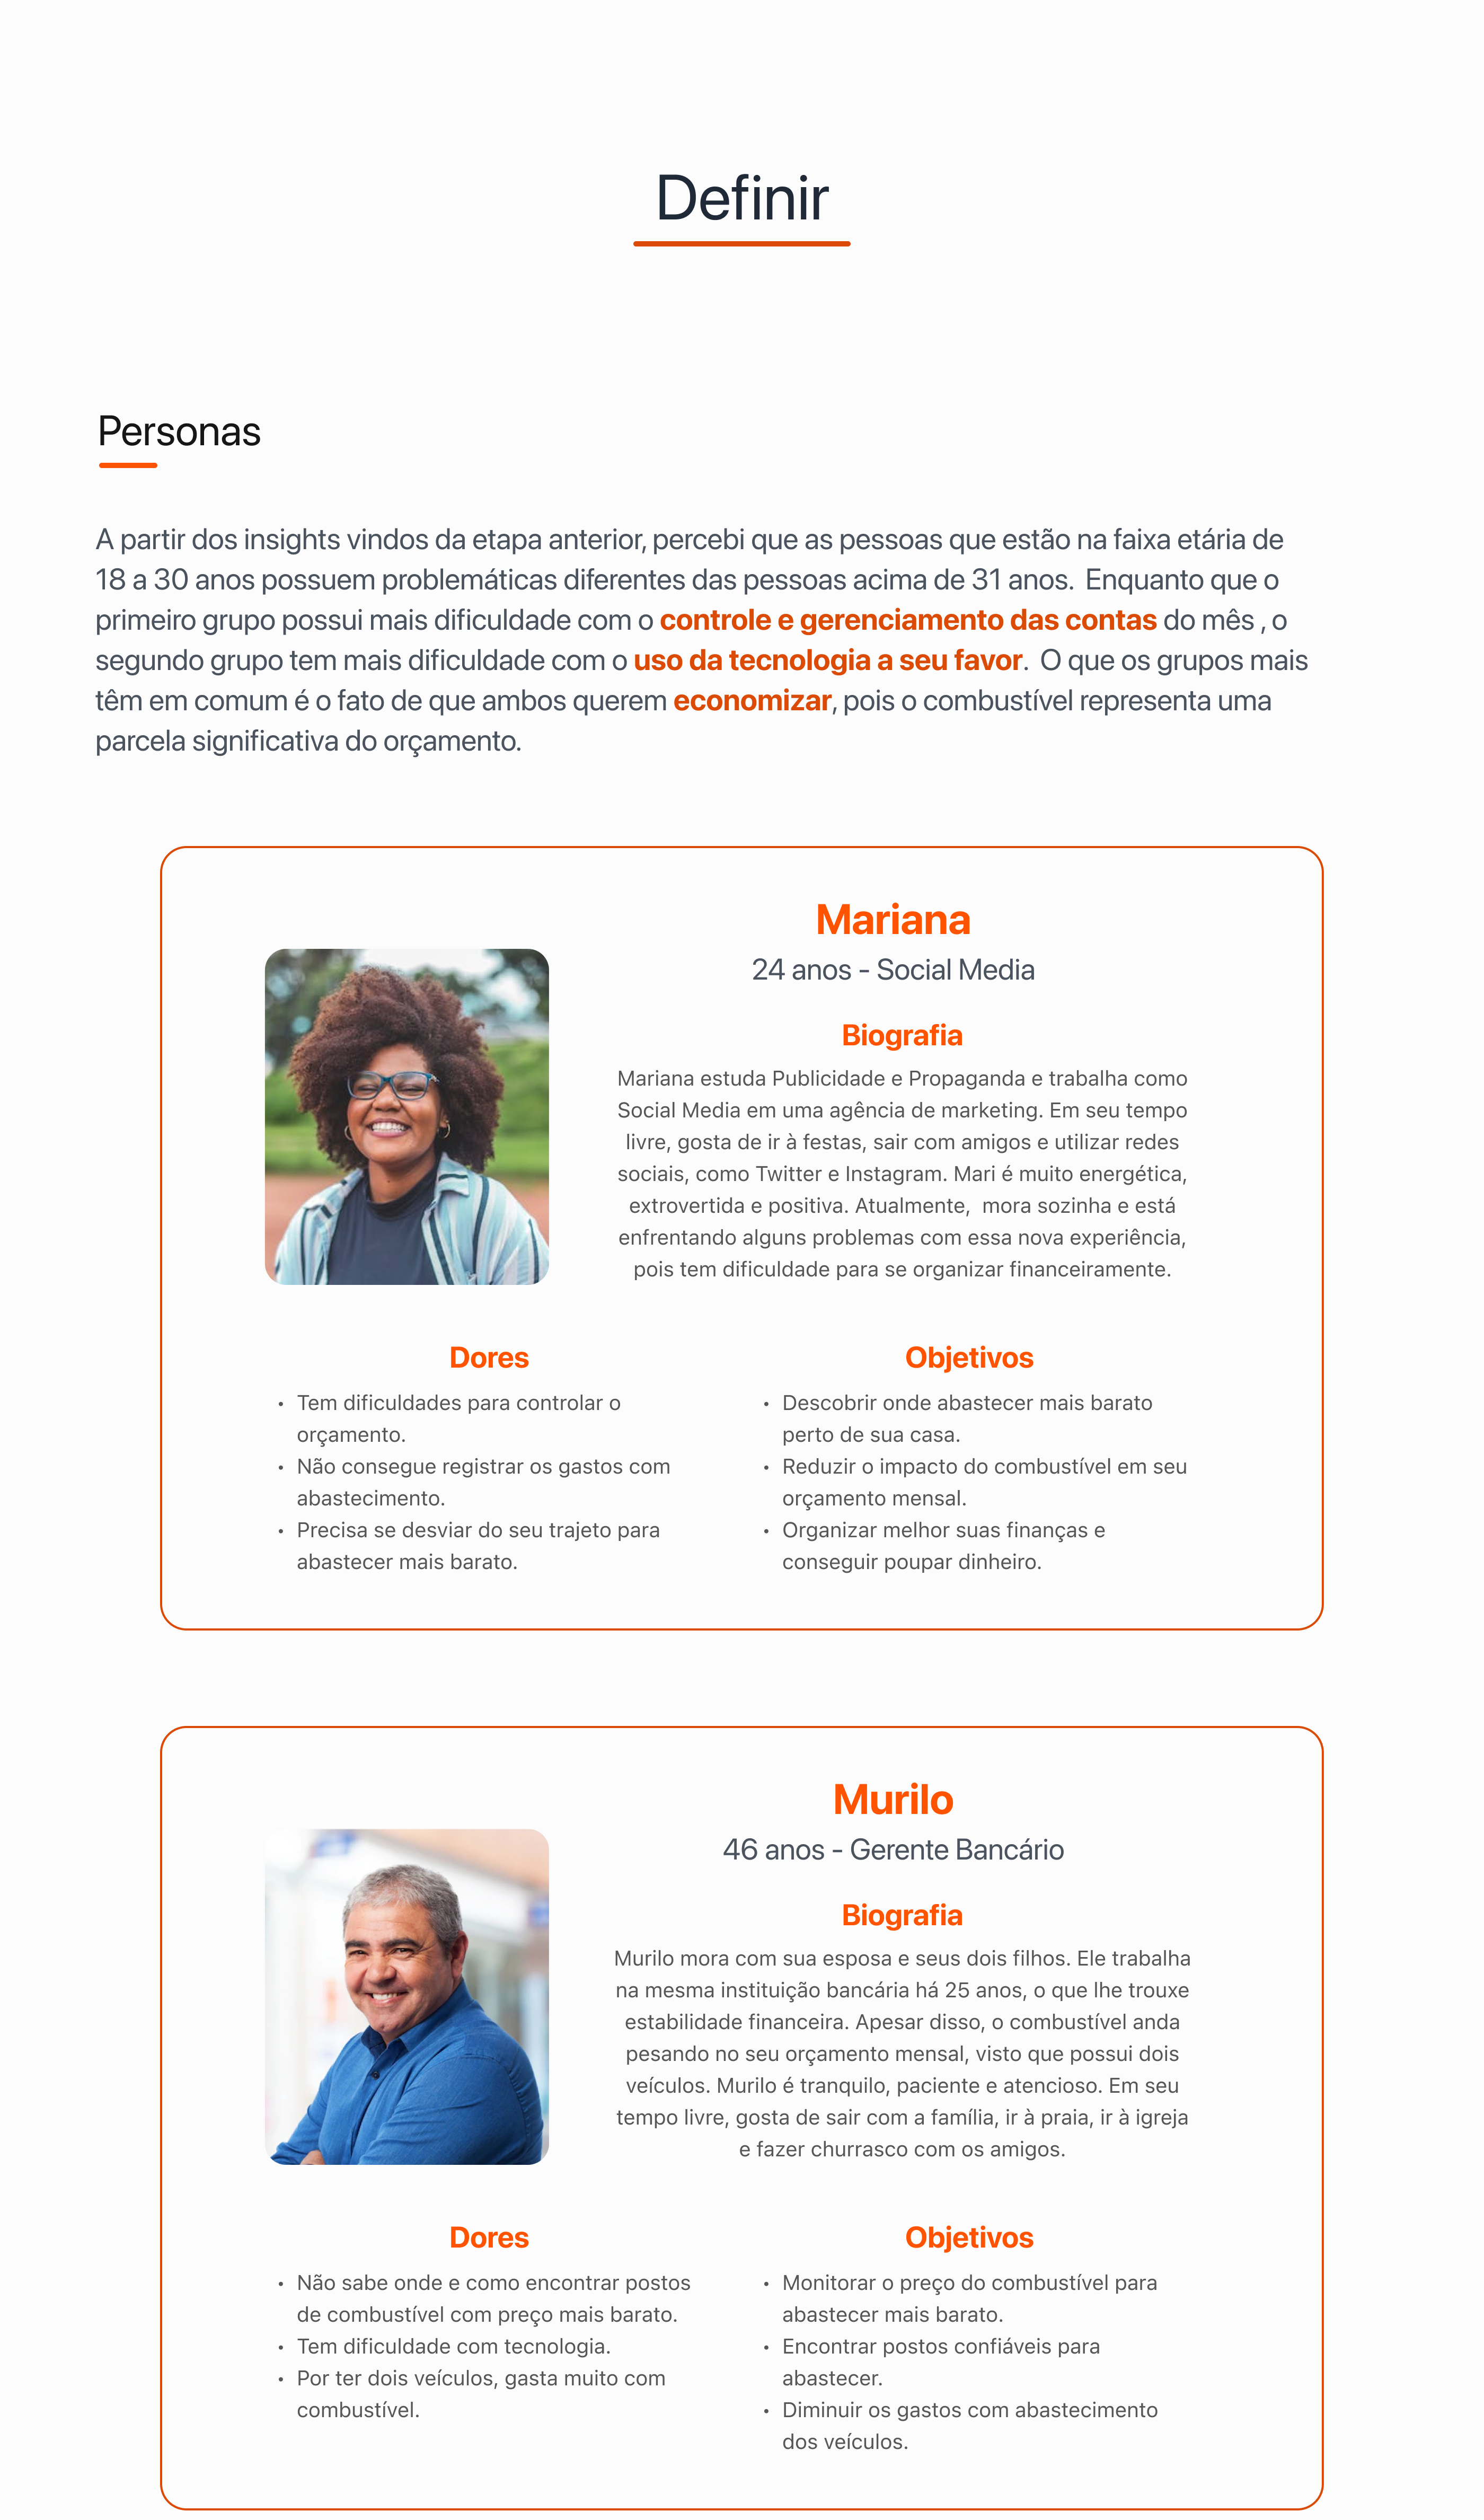 Definir
Personas
A partir dos insights vindos da etapa anterior, percebi que as pessoas que estão na faixa etária de
18 a 30 anos possuem problemáticas diferentes das pessoas acima de 31 anos.  Enquanto que o
primeiro grupo possui mais dificuldade com o controle e gerenciamento das contas do mês , o
segundo grupo tem mais dificuldade com o uso da tecnologia a seu favor.  O que os grupos mais
têm em comum é o fato de que ambos querem economizar, pois o combustível representa uma
parcela significativa do orçamento.
Mariana
24 anos - Social Media
Biografia
Mariana estuda Publicidade e Propaganda e trabalha como
Social Media em uma agência de marketing. Em seu tempo
livre, gosta de ir à festas, sair com amigos e utilizar redes
sociais, como Twitter e Instagram. Mari é muito energética,
extrovertida e positiva. Atualmente,  mora sozinha e está
enfrentando alguns problemas com essa nova experiência,
pois tem dificuldade para se organizar financeiramente.
Dores
• Tem dificuldades para controlar o
orçamento.
• Não consegue registrar os gastos com
abastecimento.
• Precisa se desviar do seu trajeto para
abastecer mais barato.
Objetivos
• Descobrir onde abastecer mais barato
perto de sua casa.
• Reduzir o impacto do combustível em seu
orçamento mensal.
• Organizar melhor suas finanças e
conseguir poupar dinheiro.
Murilo
46 anos - Gerente Bancário
Biografia
Murilo mora com sua esposa e seus dois filhos. Ele trabalha
na mesma instituição bancária há 25 anos, o que lhe trouxe
estabilidade financeira. Apesar disso, o combustível anda
pesando no seu orçamento mensal, visto que possui dois
veículos. Murilo é tranquilo, paciente e atencioso. Em seu
tempo livre, gosta de sair com a família, ir à praia, ir à igreja
e fazer churrasco com os amigos.
Dores
• Não sabe onde e como encontrar postos
de combustível com preço mais barato.
• Tem dificuldade com tecnologia.
• Por ter dois veículos, gasta muito com
combustível.
Objetivos
• Monitorar o preço do combustível para
abastecer mais barato.
• Encontrar postos confiáveis para
abastecer.
• Diminuir os gastos com abastecimento
dos veículos.